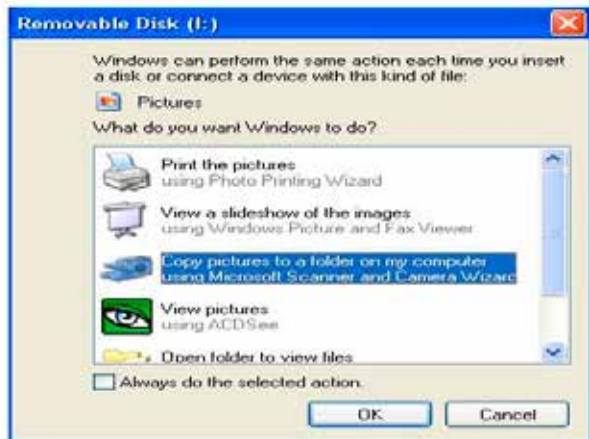 Removable Disk (I:)
Windows can perform the same action each time you insert
a disk or connect a device with this kind of file:
Pictures
What do you want Windows to do?
Print the pictures
using Photo Printing Wizard
View a slideshow of the images
using Windows Picture and Fax Viewer
Copy pictures to a folder on my computer
using Microsoft Scanner and Camera Wizard
View pictures
using ACDSee
Open folder to view files
Always do the selected action.
OK
Cancel